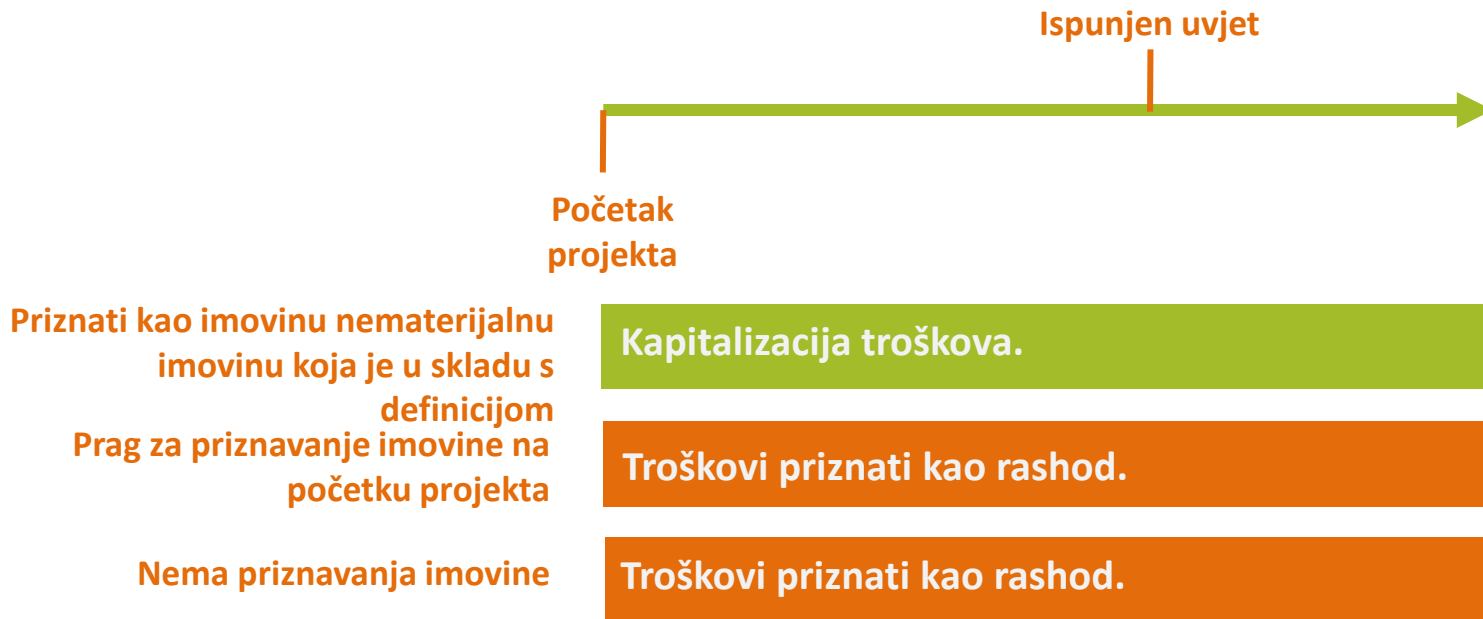 Ispunjen uvjet
Početak
projekta
Priznati kao imovinu nematerijalnu
imovinu koja je u skladu s
definicijom
Kapitalizacija troškova.
Prag za priznavanje imovine na
početku projekta
Troškovi priznati kao rashod.
Nema priznavanja imovine
Troškovi priznati kao rashod.